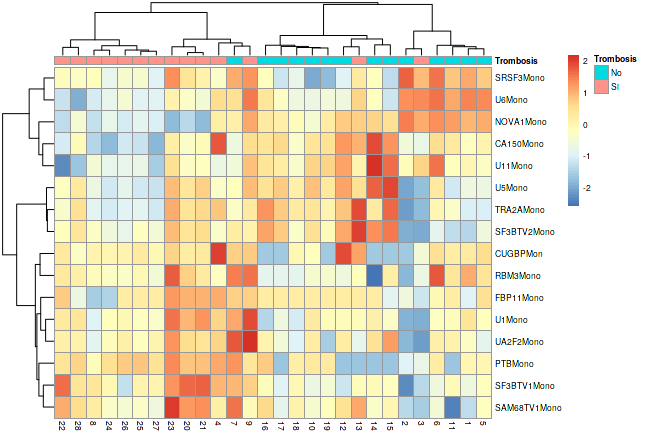 Trombosis
Trombosis
No
SI
2
1
0
-1
-2
SRSF3Mono
U6Mono
NOVA1Mono
CA150Mono
U11Mono
U5Mono
TRA2AMono
SF3BTV2Mono
CUGBPMon
RBM3Mono
FBP11Mono
U1Mono
UA2F2Mono
PTBMono
SF3BTV1Mono
SAM68TV1Mono
22 28 8 24 26 25 26 27 23 20 21 4 7 9 16 17 18 10 19 12 13 14 15 2 3 6 11 1 5